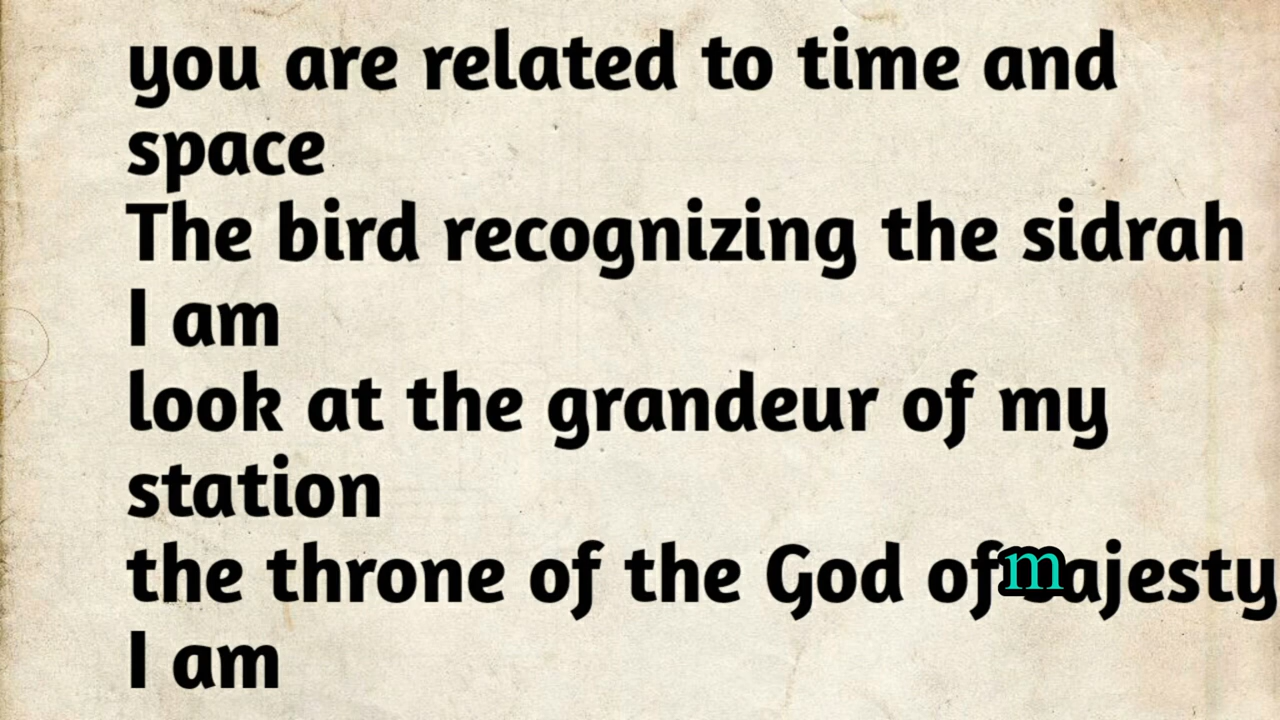 you are related to time and
space
The bird recognizing the sidrah
I am
look at the grandeur of my
station
the throne of the God of majesty
I am